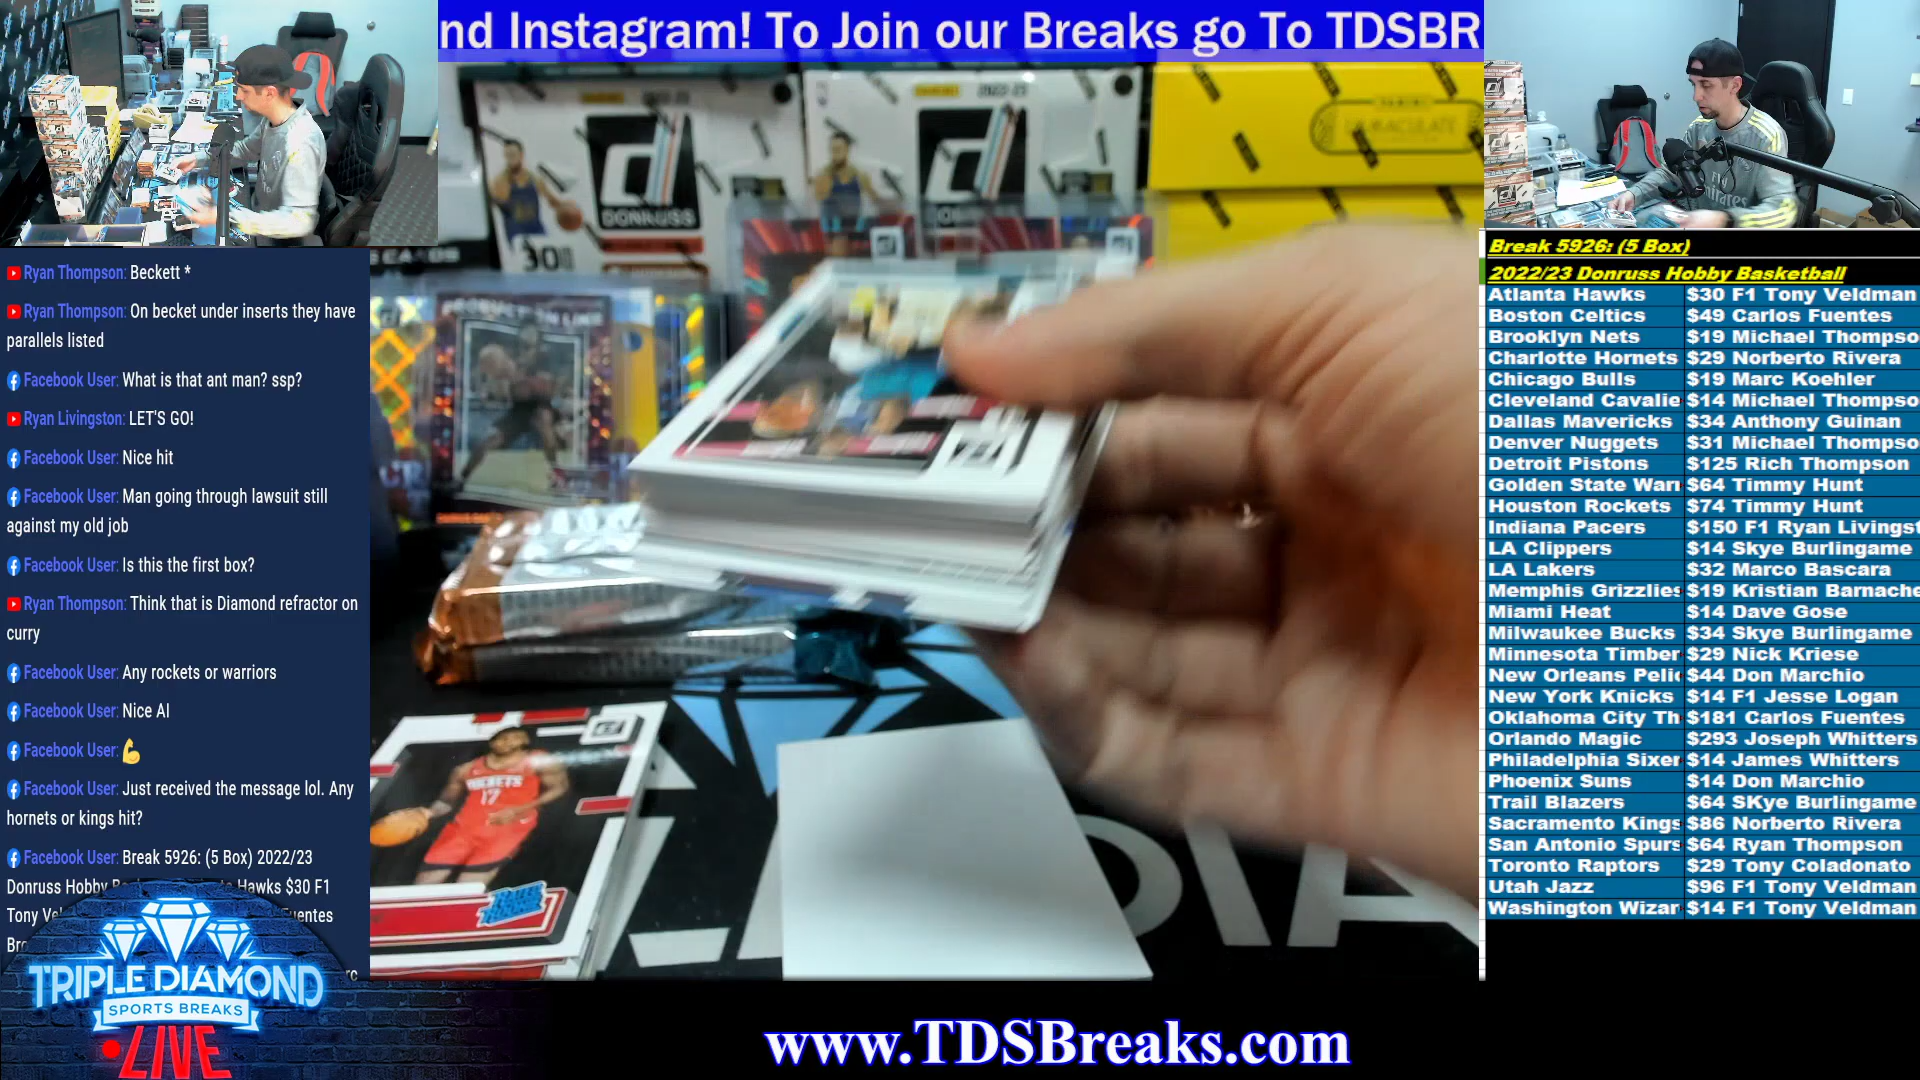 nd Instagram! To Join our Breaks go To TDSBR
Ryan Thompson: Beckett *
Ryan Thompson: On becket under inserts they have
parallels listed
Facebook User: What is that ant man? ssp?
Ryan Livingston: LET'S GO!
Facebook User: Nice hit
Facebook User: Man going through lawsuit still
against my old job
Facebook User: Is this the first box?
Ryan Thompson: Think that is Diamond refractor on
curry
Facebook User: Any rockets or warriors
Facebook User: Nice Al
Facebook User: 💪
Facebook User: Just received the message lol. Any
hornets or kings hit?
Facebook User: Break 5926: (5 Box) 2022/23
Donruss Hobby Hawks $30 F1
Tony
TRIPLE DIAMOND
SPORTS BREAKS
LIVE
DONRUSS
IMMACULATE
ROCKETS
17
Break 5926: (5 Box)
2022/23 Donruss Hobby Basketball
Atlanta Hawks $30 F1 Tony Veldman
Boston Celtics $49 Carlos Fuentes
Brooklyn Nets $19 Michael Thompso
Charlotte Hornets $29 Norberto Rivera
Chicago Bulls $19 Marc Koehler
Cleveland Cavalie $14 Michael Thompso
Dallas Mavericks $34 Anthony Guinan
Denver Nuggets $31 Michael Thompso
Detroit Pistons $125 Rich Thompson
Golden State Warr $64 Timmy Hunt
Houston Rockets $74 Timmy Hunt
Indiana Pacers $150 F1 Ryan Livingst
LA Clippers $14 Skye Burlingame
LA Lakers $32 Marco Bascara
Memphis Grizzlies $19 Kristian Barnache
Miami Heat $14 Dave Gose
Milwaukee Bucks $34 Skye Burlingame
Minnesota Timber $29 Nick Kriese
New Orleans Peli $44 Don Marchio
New York Knicks $14 F1 Jesse Logan
Oklahoma City Th $181 Carlos Fuentes
Orlando Magic $293 Joseph Whitters
Philadelphia Sixer $14 James Whitters
Phoenix Suns $14 Don Marchio
Trail Blazers $64 SKye Burlingame
Sacramento Kings $86 Norberto Rivera
San Antonio Spurs $64 Ryan Thompson
Toronto Raptors $29 Tony Coladonato
Utah Jazz $96 F1 Tony Veldman
Washington Wizar $14 F1 Tony Veldman
www.TDSBreaks.com